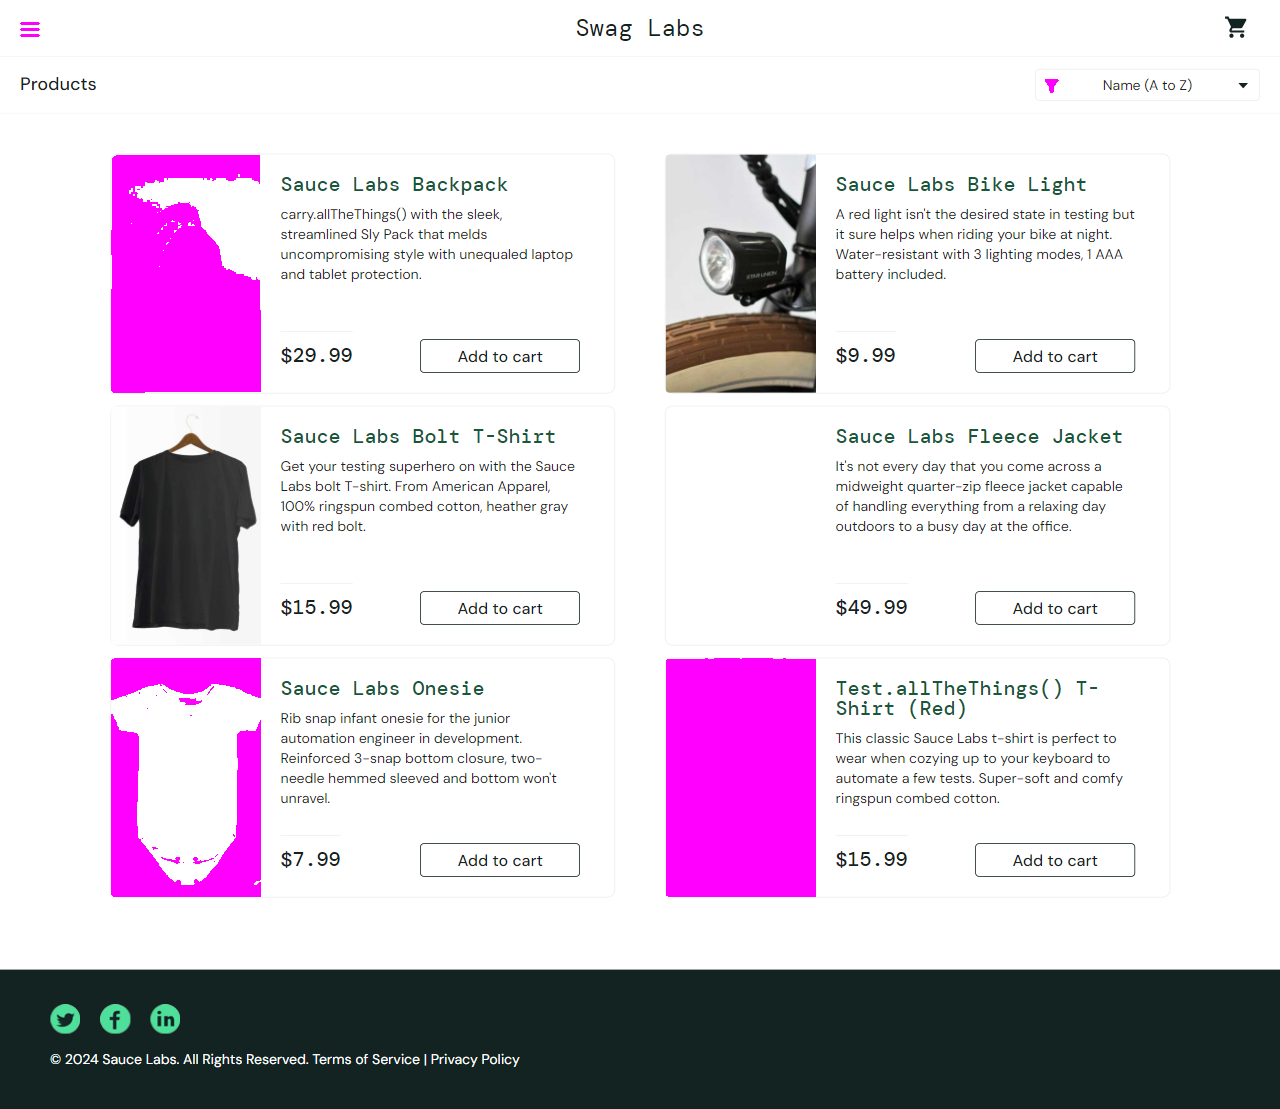 Swag Labs
Products
Name (A to Z)
Sauce Labs Backpack
carry.allTheThings() with the sleek,
streamlined Sly Pack that melds
uncompromising style with unequaled laptop
and tablet protection.
$29.99
Add to cart
Sauce Labs Bike Light
A red light isn't the desired state in testing but
it sure helps when riding your bike at night.
Water-resistant with 3 lighting modes, 1 AAA
battery included.
$9.99
Add to cart
Sauce Labs Bolt T-Shirt
Get your testing superhero on with the Sauce
Labs bolt T-shirt. From American Apparel,
100% ringspun combed cotton, heather gray
with red bolt.
$15.99
Add to cart
Sauce Labs Fleece Jacket
It's not every day that you come across a
midweight quarter-zip fleece jacket capable
of handling everything from a relaxing day
outdoors to a busy day at the office.
$49.99
Add to cart
Sauce Labs Onesie
Rib snap infant onesie for the junior
automation engineer in development.
Reinforced 3-snap bottom closure, two-
needle hemmed sleeved and bottom won't
unravel.
$7.99
Add to cart
Test.allTheThings() T-
Shirt (Red)
This classic Sauce Labs t-shirt is perfect to
wear when cozying up to your keyboard to
automate a few tests. Super-soft and comfy
ringspun combed cotton.
$15.99
Add to cart
© 2024 Sauce Labs. All Rights Reserved. Terms of Service | Privacy Policy